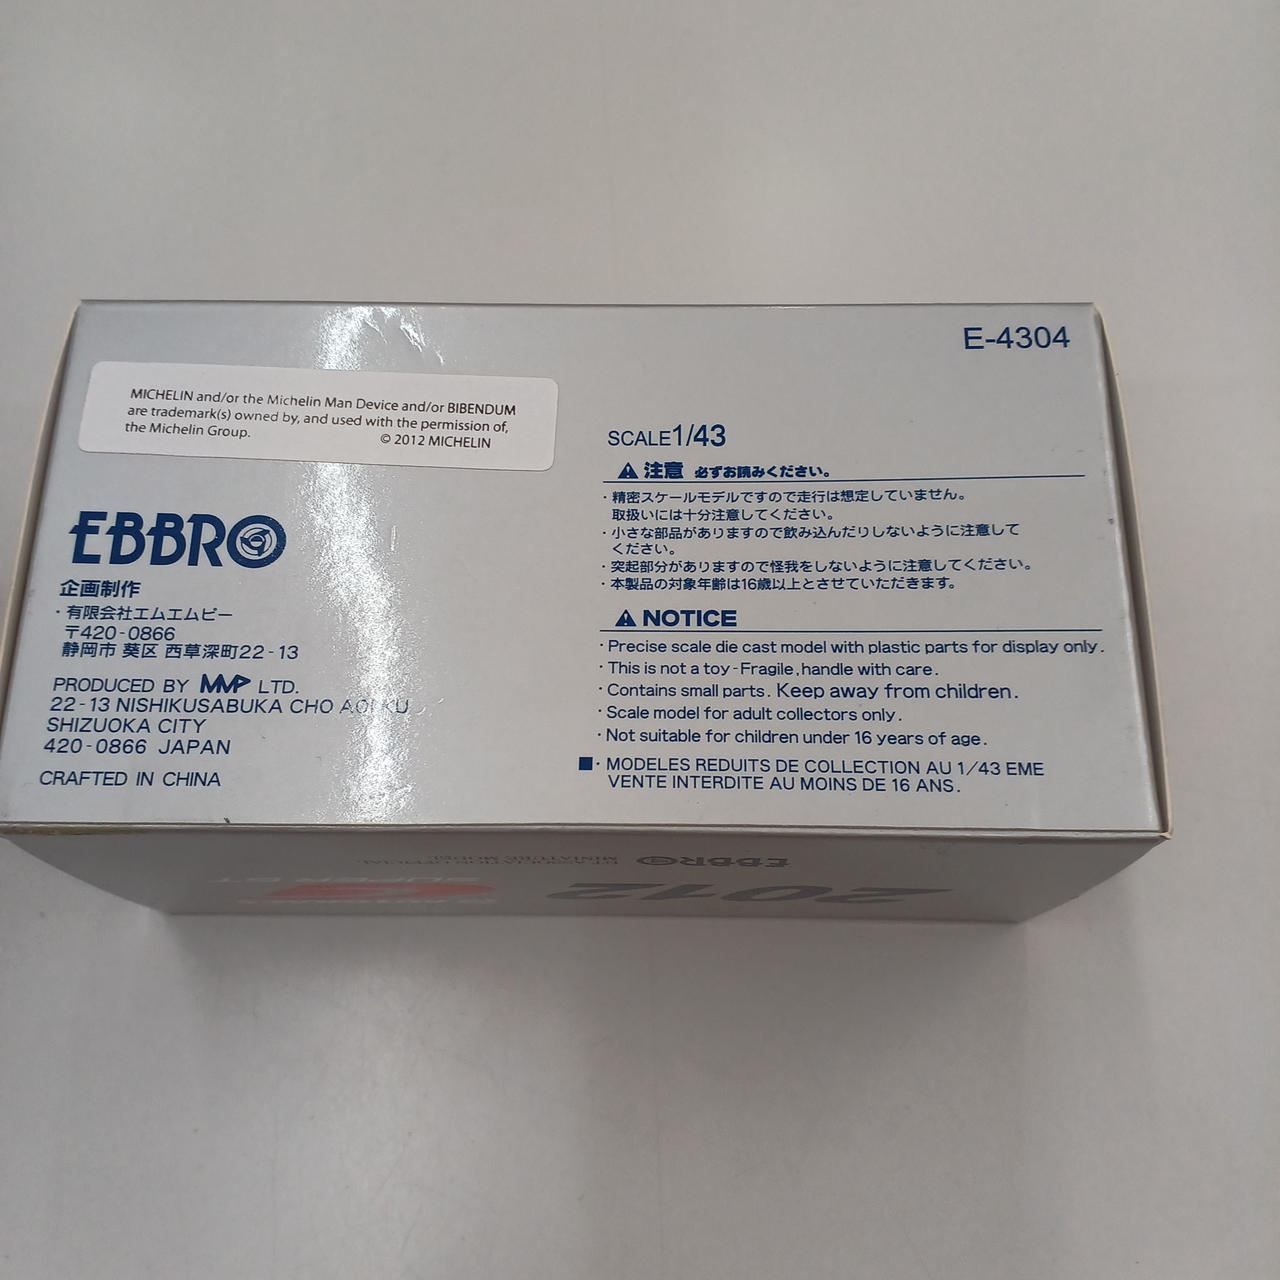 E-4304
MICHELIN and/or the Michelin Man Device and/or BIBENDUM
are trademark(s) owned by, and used with the permission of,
the Michelin Group.
© 2012 MICHELIN
EBBRO
企画制作
・有限会社エムエムピー
〒420-0866
静岡市 葵区 西草深町22-13
PRODUCED BY MMP LTD.
22-13 NISHIKUSABUKA CHO AOI KU
SHIZUOKA CITY
420-0866 JAPAN
CRAFTED IN CHINA
SCALE1/43
⚠注意 必ずお読みください。
・精密スケールモデルですので走行は想定していません。
取扱いには十分注意してください。
・小さな部品がありますので飲み込んだりしないように注意して
ください。
・突起部分がありますので怪我をしないように注意してください。
・本製品の対象年齢は16歳以上とさせていただきます。
⚠NOTICE
・Precise scale die cast model with plastic parts for display only.
・This is not a toy-Fragile, handle with care.
・Contains small parts. Keep away from children.
・Scale model for adult collectors only.
・Not suitable for children under 16 years of age.
■・MODELES REDUITS DE COLLECTION AU 1/43 EME
VENTE INTERDITE AU MOINS DE 16 ANS.
EBBRO
GT ASSOCIATION OFFICIAL
MINIATURE MODEL
2012
SUPER GT